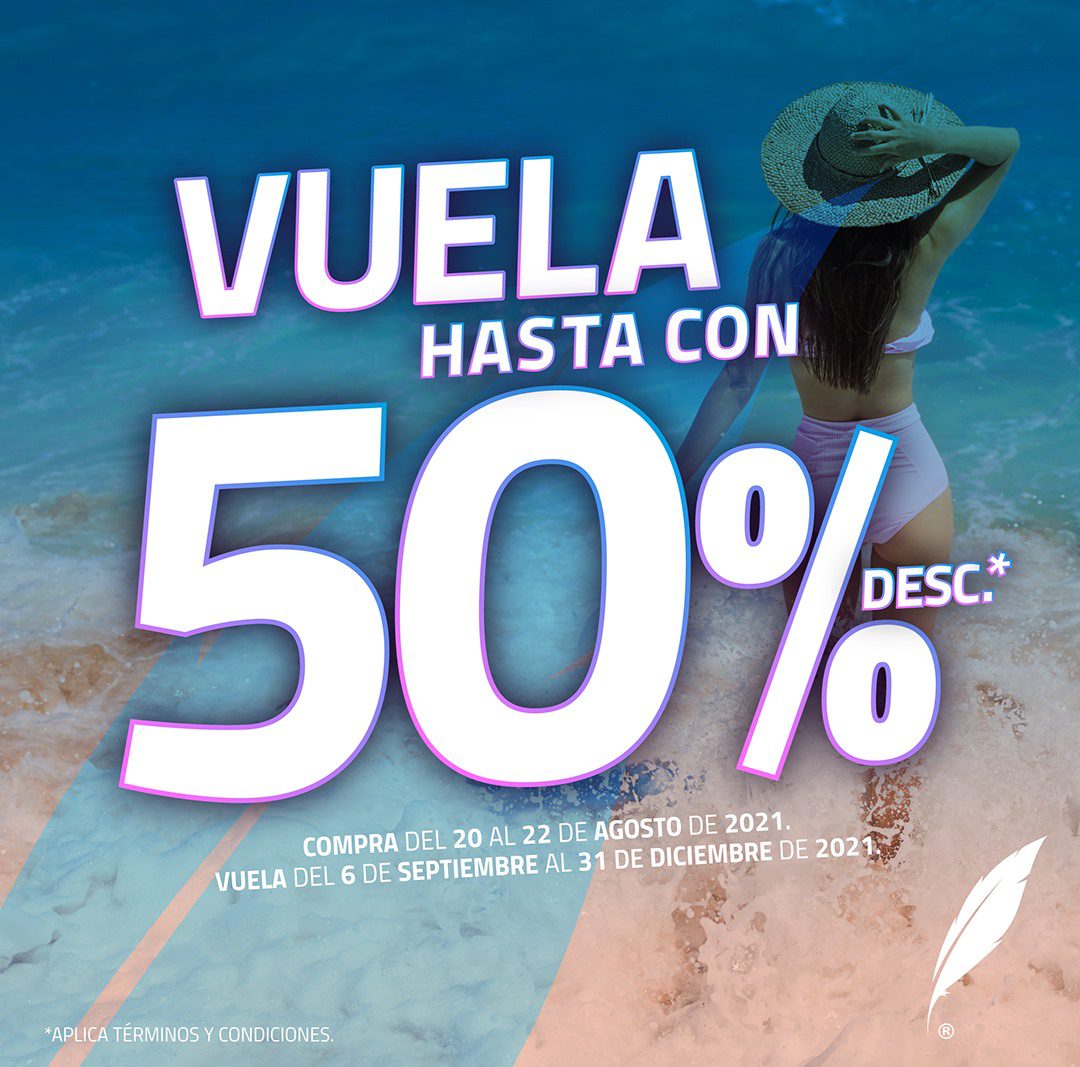 VUELA
HASTA CON
50%
DESC.*
COMPRA DEL 20 AL 22 DE AGOSTO DE 2021.
VUELA DEL 6 DE SEPTIEMBRE AL 31 DE DICIEMBRE DE 2021.
®
*APLICA TÉRMINOS Y CONDICIONES.